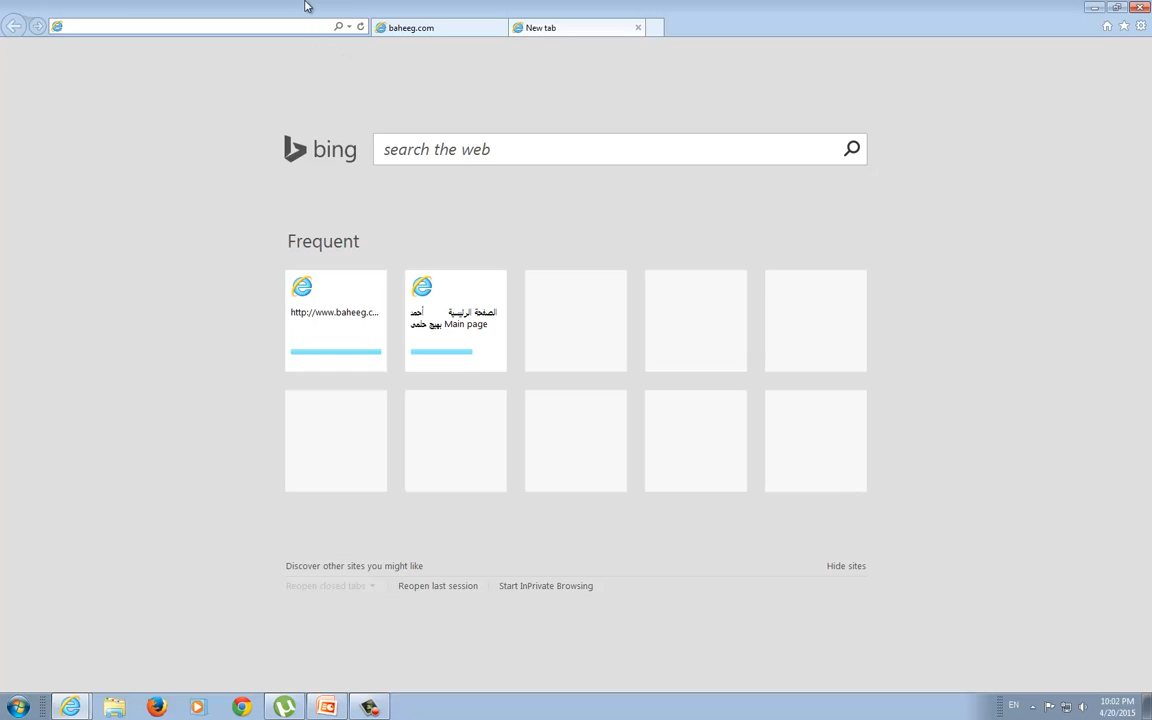 baheeg.com
New tab
bing
search the web
Frequent
http://www.baheeg.c...
الصفحة الرئيسية أحمد
بهيج حلمى Main page
Discover other sites you might like
Hide sites
Reopen closed tabs
Reopen last session
Start InPrivate Browsing
EN
10:02 PM
4/20/2015